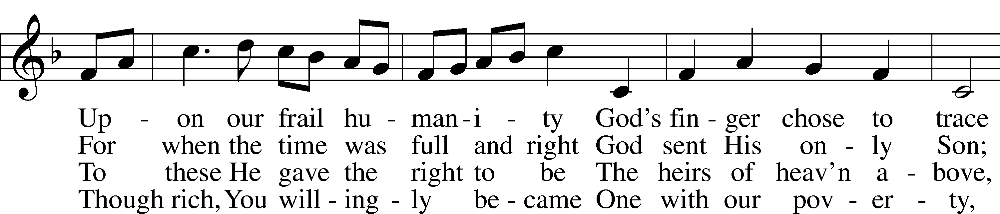 Up - on our frail hu - man - i - ty God's fin - ger chose to trace
For when the time was full and right God sent His on - ly Son;
To these He gave the right to be The heirs of heav'n a - bove,
Though rich, You will - ing - ly be - came One with our pov - er - ty,